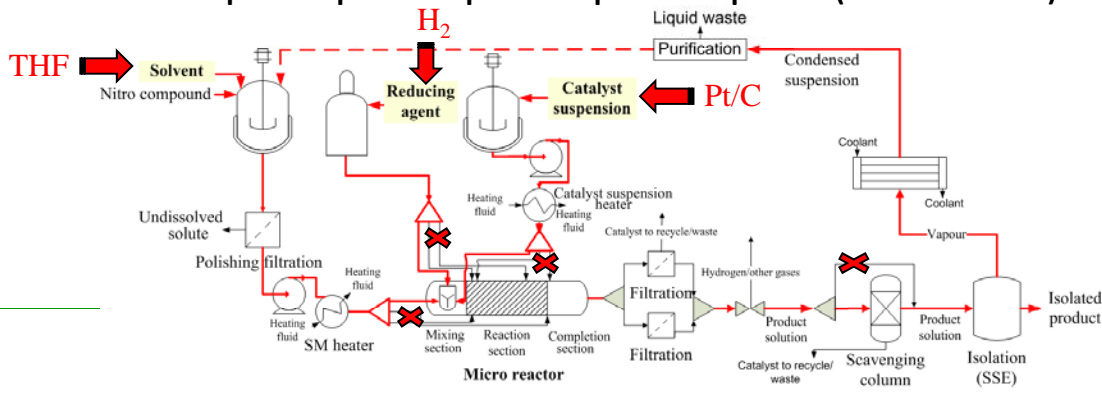 H2
Liquid waste
Purification
THF
Solvent
Nitro compound
Reducing
agent
Catalyst
suspension
Pt/C
Condensed
suspension
Coolant
Coolant
Undissolved
solute
Polishing filtration
Heating
fluid
Catalyst suspension
heater
Heating
fluid
Catalyst to recycle/waste
Vapour
Hydrogen/other gases
Heating
fluid
Heating
fluid
SM heater
Mixing
section
Reaction
section
Completion
section
Micro reactor
Filtration
Filtration
Product
solution
Product
solution
Catalyst to recycle/
waste
Scavenging
column
Isolation
(SSE)
Isolated
product